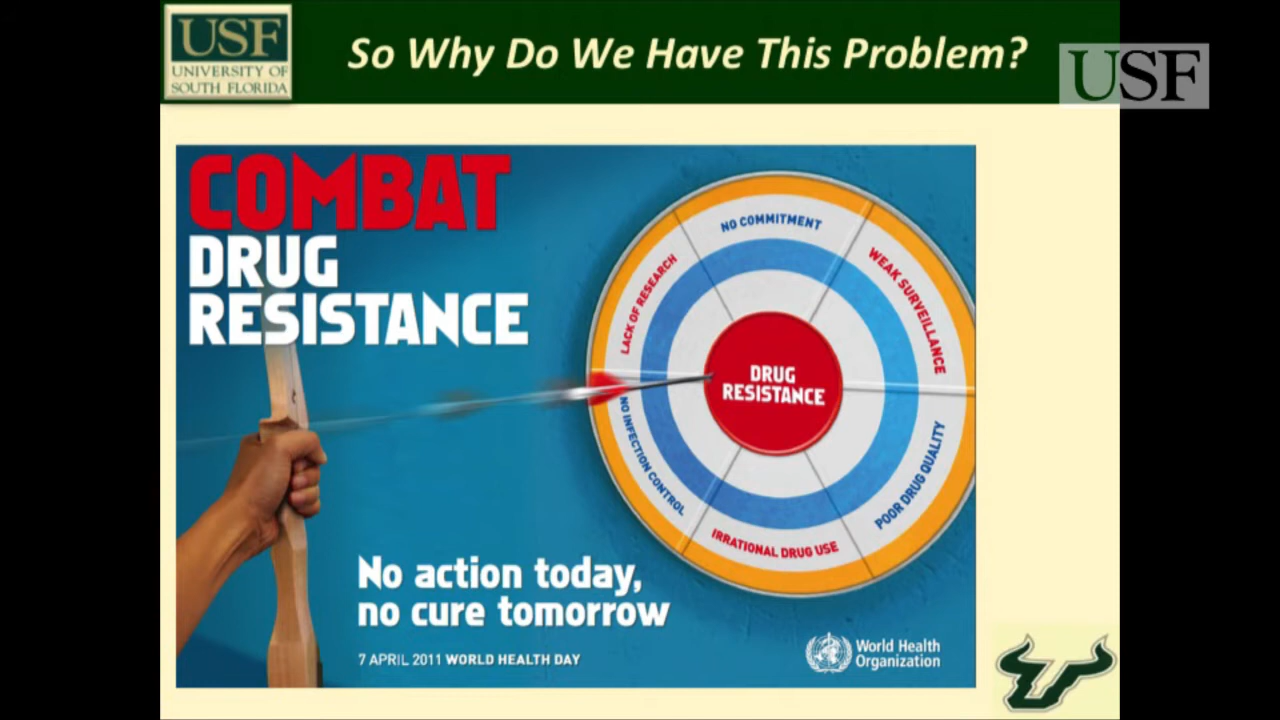 USF
UNIVERSITY OF
SOUTH FLORIDA
So Why Do We Have This Problem?
USF
COMBAT
DRUG
RESISTANCE
NO COMMITMENT
WEAK SURVEILLANCE
LACK OF RESEARCH
DRUG
RESISTANCE
NO INFECTION CONTROL
POOR DRUG QUALITY
IRRATIONAL DRUG USE
No action today,
no cure tomorrow
7 APRIL 2011 WORLD HEALTH DAY
World Health
Organization